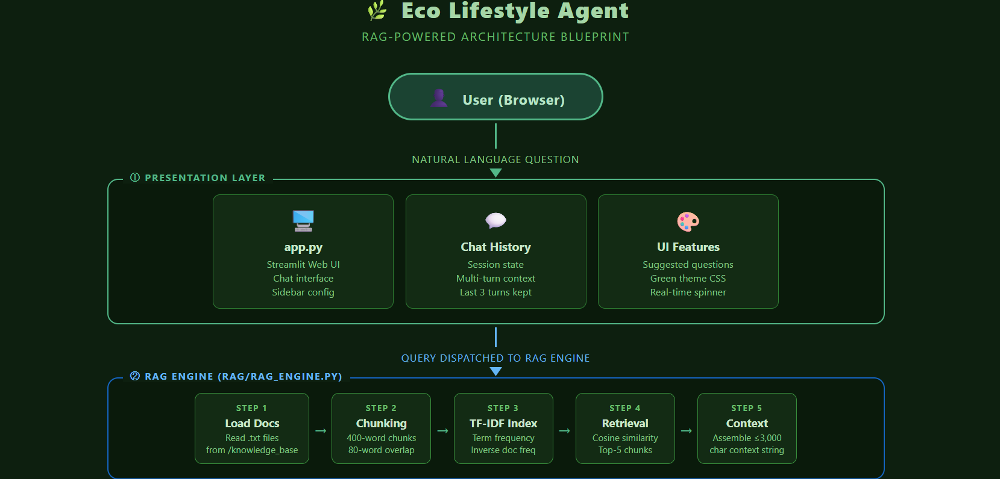 🌿 Eco Lifestyle Agent
RAG-POWERED ARCHITECTURE BLUEPRINT
👤 User (Browser)
NATURAL LANGUAGE QUESTION
① PRESENTATION LAYER
app.py
Streamlit Web UI
Chat interface
Sidebar config
Chat History
Session state
Multi-turn context
Last 3 turns kept
UI Features
Suggested questions
Green theme CSS
Real-time spinner
QUERY DISPATCHED TO RAG ENGINE
② RAG ENGINE (RAG/RAG_ENGINE.PY)
STEP 1
Load Docs
Read .txt files
from /knowledge_base
→
STEP 2
Chunking
400-word chunks
80-word overlap
→
STEP 3
TF-IDF Index
Term frequency
Inverse doc freq
→
STEP 4
Retrieval
Cosine similarity
Top-5 chunks
→
STEP 5
Context
Assemble ≤3,000
char context string